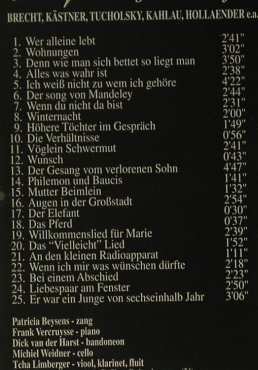 BRECHT, KÄSTNER, TUCHOLSKY, KAHLAU, HOLLAENDER e.a.
1. Wer alleine lebt 2'41"
2. Wohnungen 3'02"
3. Denn wie man sich bettet so liegt man 3'50"
4. Alles was wahr ist 2'38"
5. Ich weiß nicht zu wem ich gehöre 4'22"
6. Der song von Mandeley 2'44"
7. Wenn du nicht da bist 2'31"
8. Winternacht 2'00"
9. Höhere Töchter im Gespräch 1'49"
10. Die Verhältnisse 0'56"
11. Vöglein Schwermut 2'41"
12. Wunsch 0'43"
13. Der Gesang vom verlorenen Sohn 4'47"
14. Philemon und Baucis 1'41"
15. Mutter Beimlein 1'32"
16. Augen in der Großstadt 2'54"
17. Der Elefant 0'30"
18. Das Pferd 0'37"
19. Willkommenslied für Marie 2'39"
20. Das "Vielleicht" Lied 1'52"
21. An den kleinen Radioapparat 1'11"
22. Wenn ich mir was wünschen dürfte 2'18"
23. Bei einem Abschied 2'23"
24. Liebespaar am Fenster 2'50"
25. Er war ein Junge von sechseinhalb Jahr 3'06"
Patricia Beysens - zang
Frank Vercruysse - piano
Dick van der Harst - bandoneon
Michiel Weidner - cello
Tcha Limberger - viool, klarinet, fluit